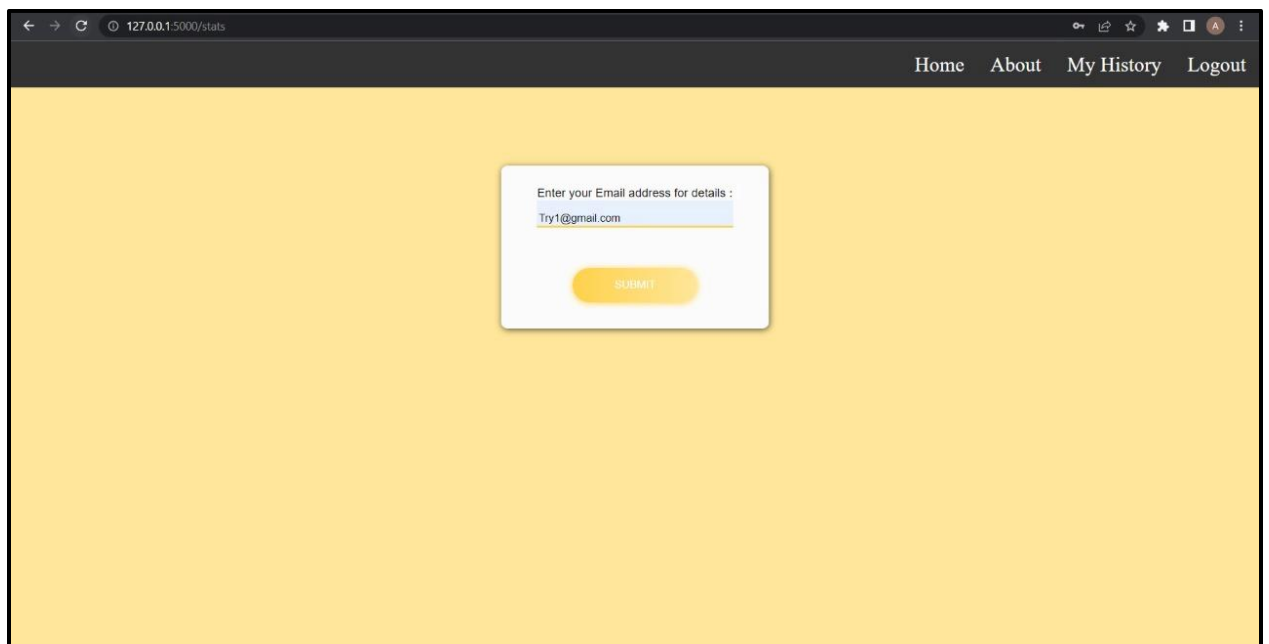 127.0.0.1:5000/stats
A
Home About My History Logout
Enter your Email address for details :
Try1@gmail.com
SUBMIT